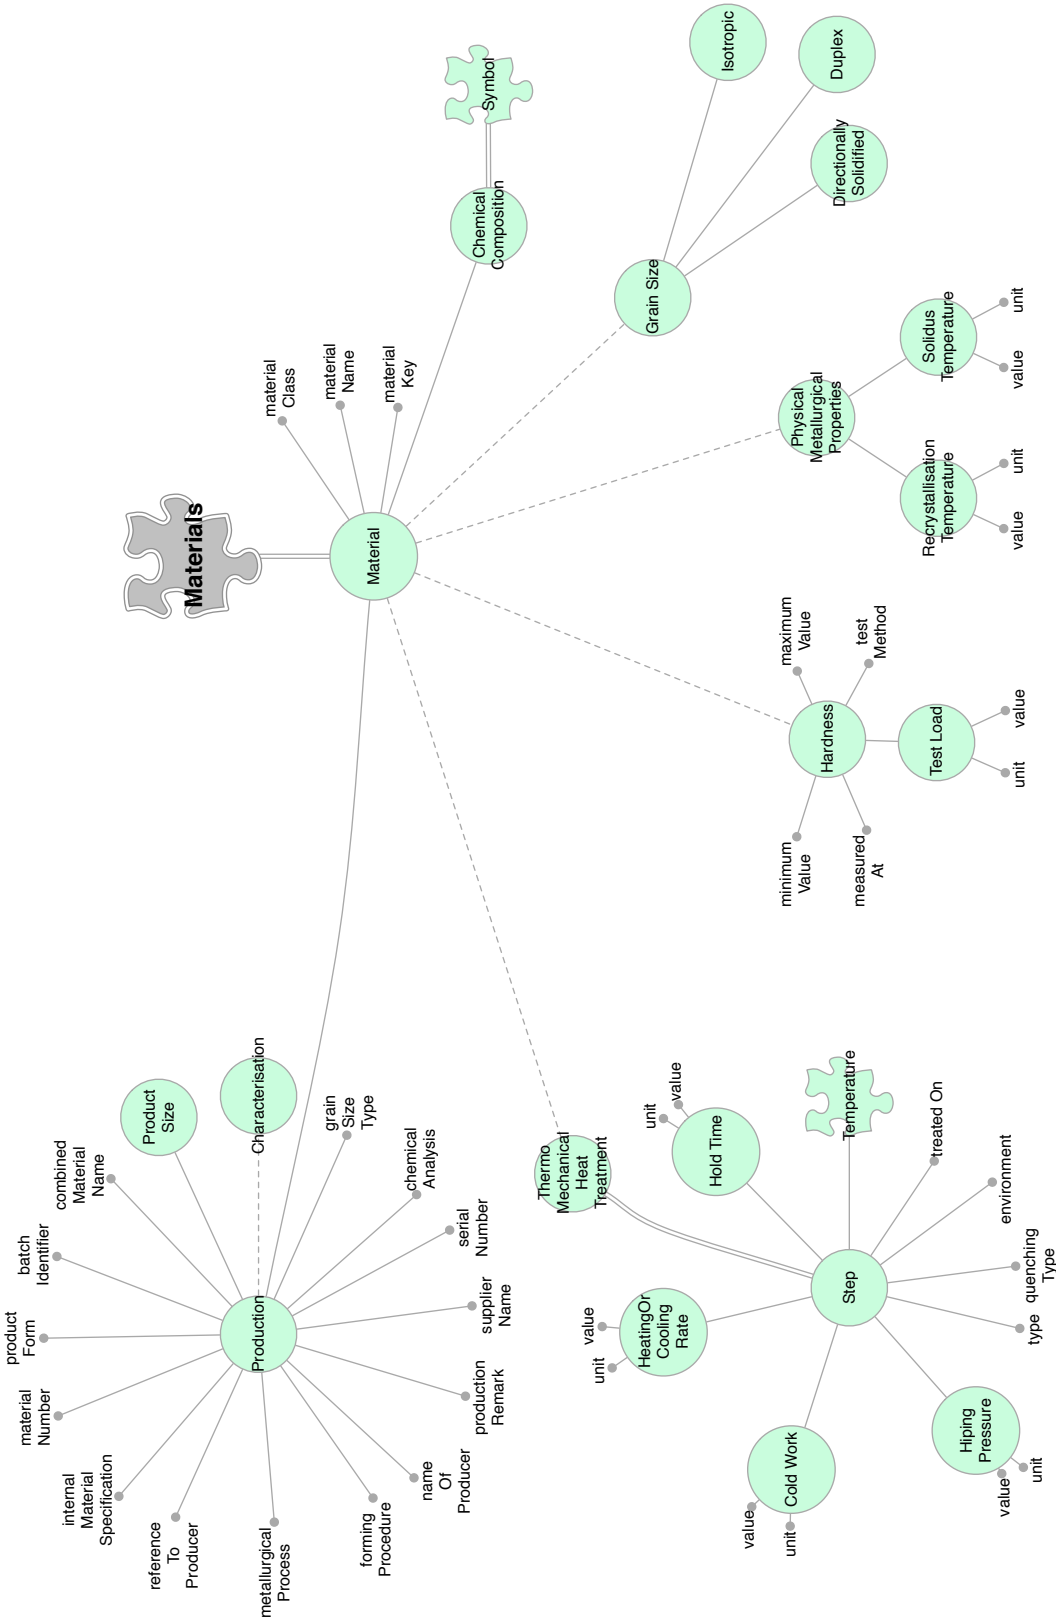 Materials
Material
material
Class
material
Name
material
Key
Chemical
Composition
Symbol
Grain Size
Isotropic
Duplex
Directionally
Solidified
Physical
Metallurgical
Properties
Solidus
Temperature
unit
value
Recrystallisation
Temperature
unit
value
Hardness
maximum
Value
test
Method
minimum
Value
measured
At
Test Load
value
unit
Thermo
Mechanical
Heat
Treatment
Step
Hold Time
unit
value
Temperature
treated On
environment
quenching
Type
type
Hiping
Pressure
value
unit
Cold Work
value
unit
HeatingOr
Cooling
Rate
value
unit
Production
Product
Size
Characterisation
grain
Size
Type
chemical
Analysis
serial
Number
supplier
Name
production
Remark
name
Of
Producer
forming
Procedure
metallurgical
Process
reference
To
Producer
internal
Material
Specification
material
Number
product
Form
batch
Identifier
combined
Material
Name